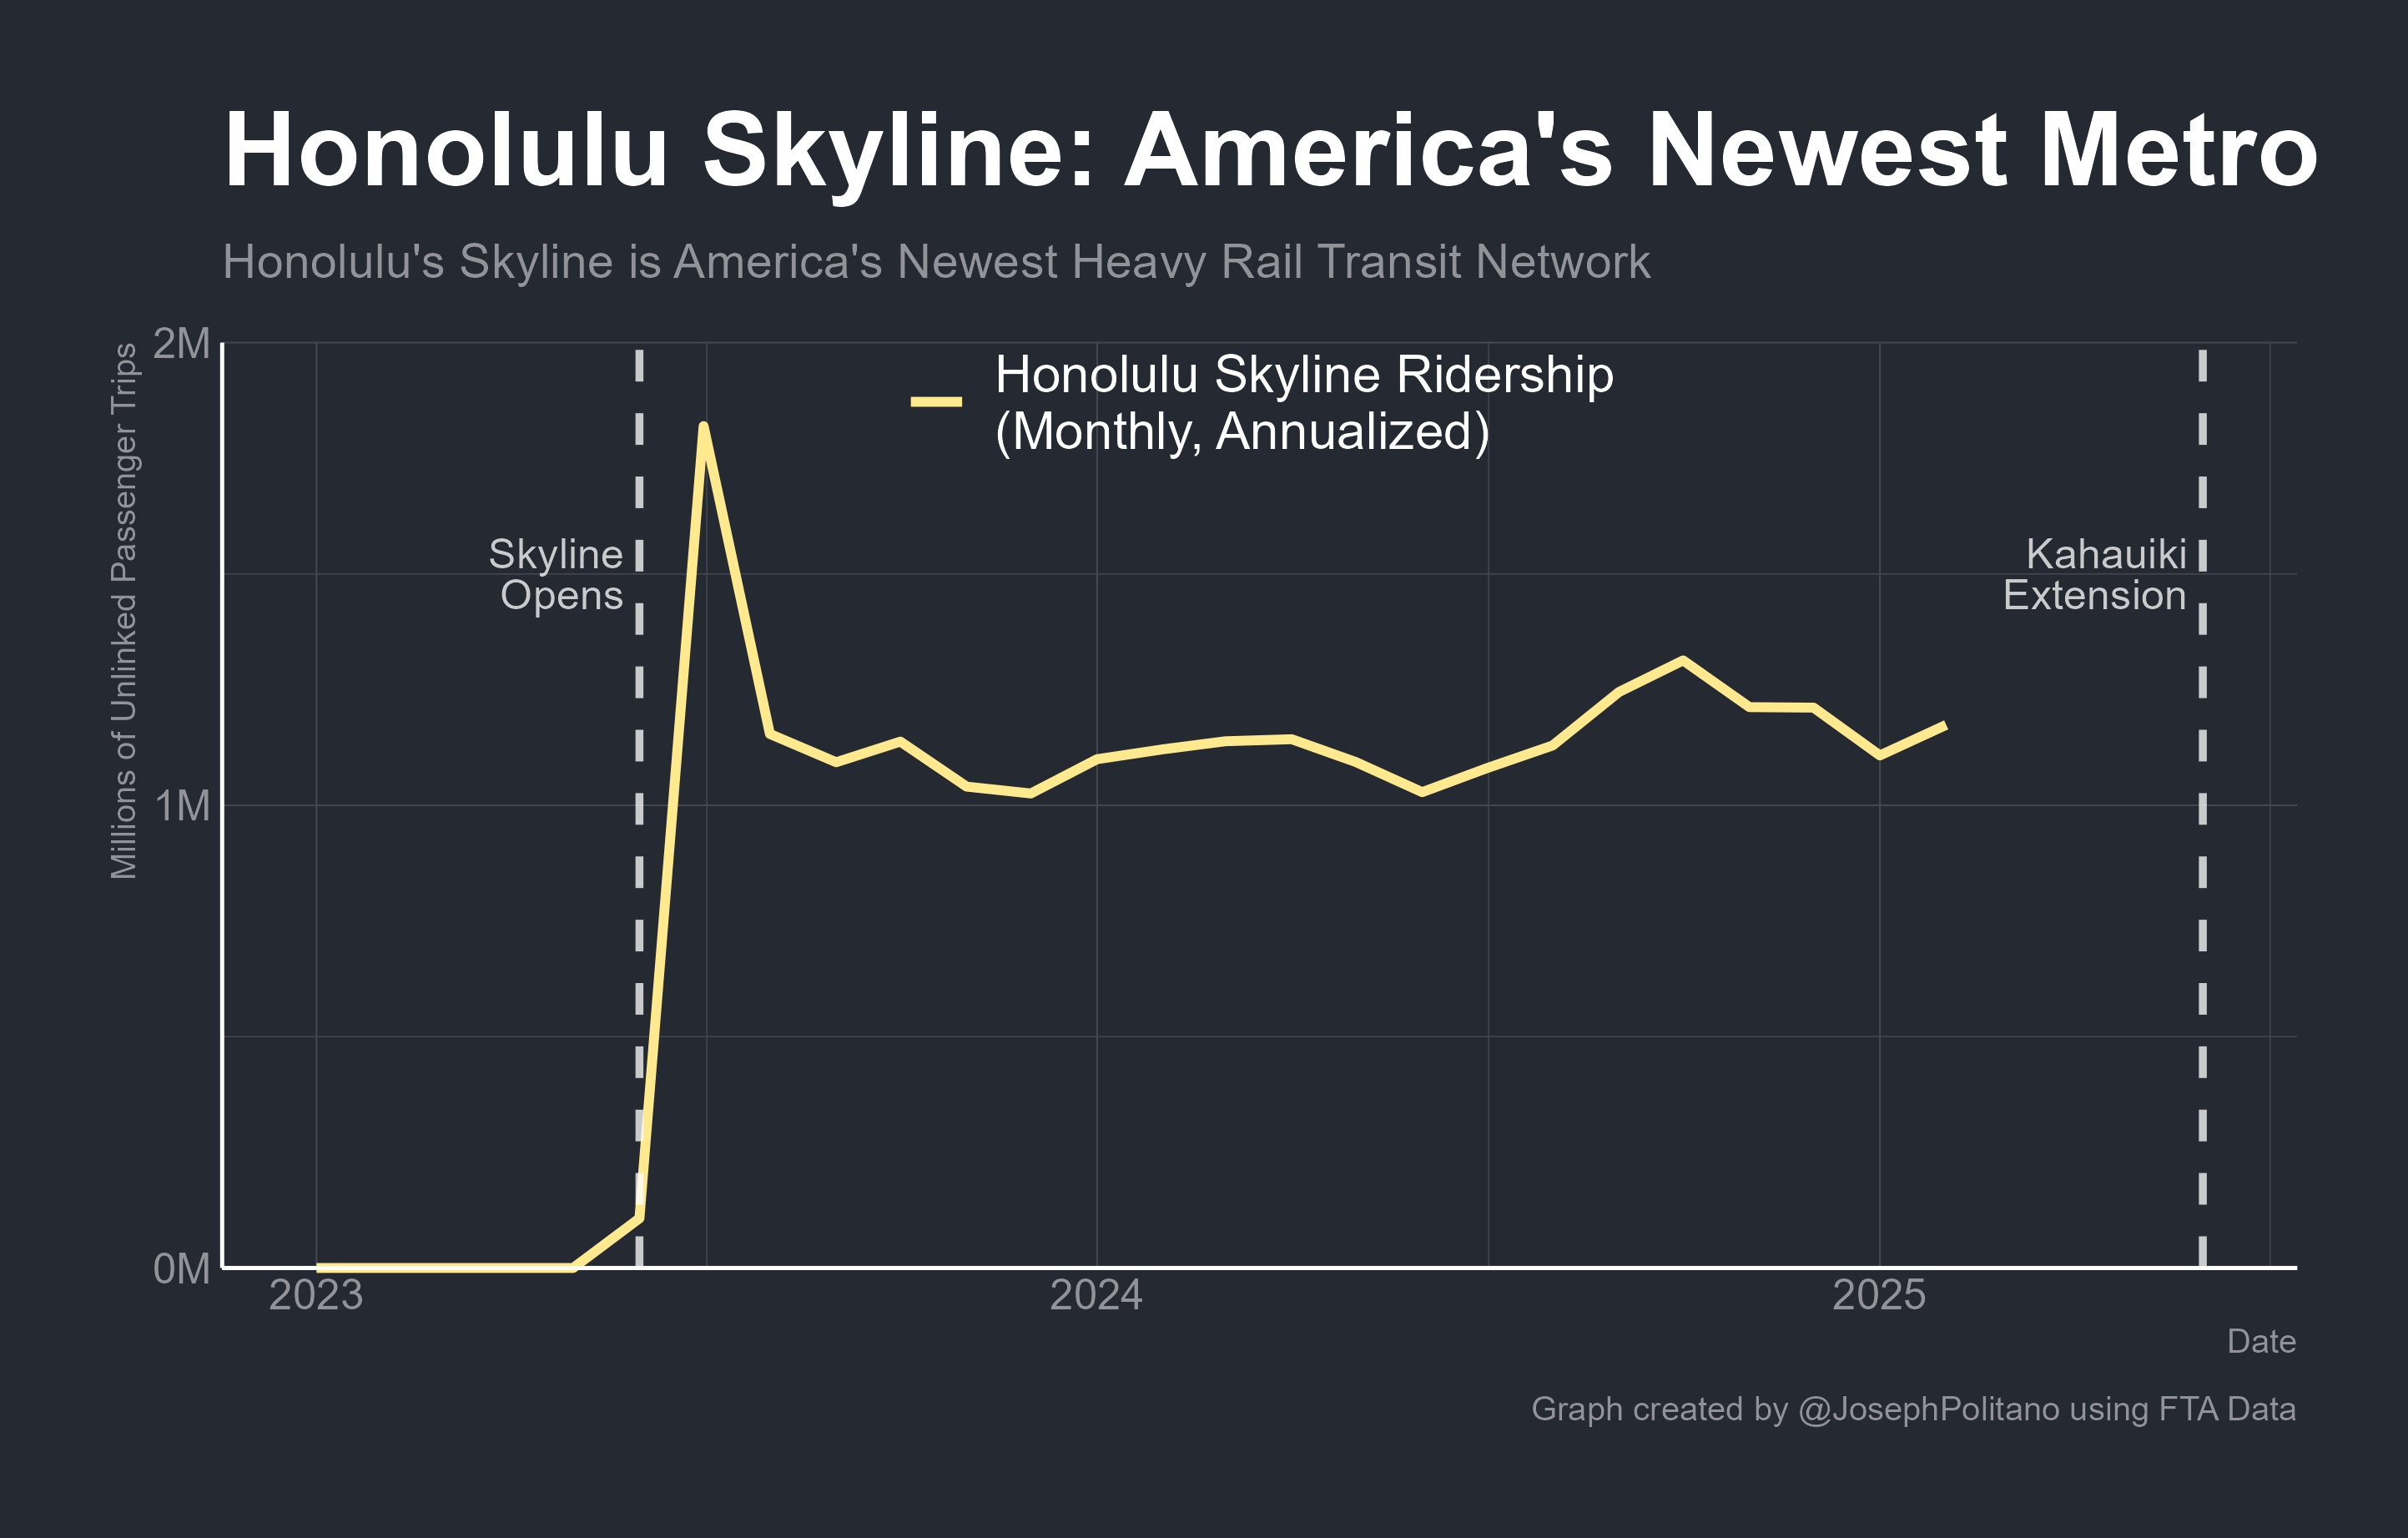 Honolulu Skyline: America's Newest Metro
Honolulu's Skyline is America's Newest Heavy Rail Transit Network
Millions of Unlinked Passenger Trips
2M
1M
0M
Honolulu Skyline Ridership
(Monthly, Annualized)
Skyline
Opens
Kahauiki
Extension
2023
2024
2025
Date
Graph created by @JosephPolitano using FTA Data